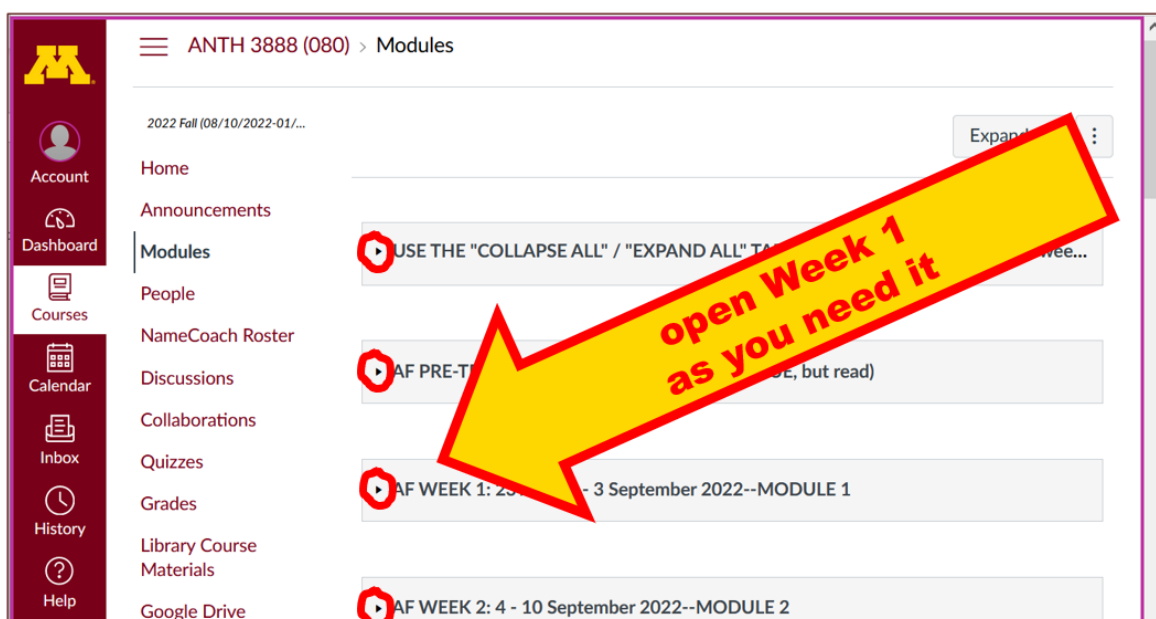 M
ANTH 3888 (080) > Modules
Account
Dashboard
Courses
Calendar
Inbox
History
Help
2022 Fall (08/10/2022-01/...
Home
Announcements
Modules
People
NameCoach Roster
Discussions
Collaborations
Quizzes
Grades
Library Course
Materials
Google Drive
USE THE "COLLAPSE ALL" / "EXPAND ALL"
AF
, but read)
AF WEEK 1: - 3 September 2022--MODULE 1
AF WEEK 2: 4 - 10 September 2022--MODULE 2
open Week 1
as you need it